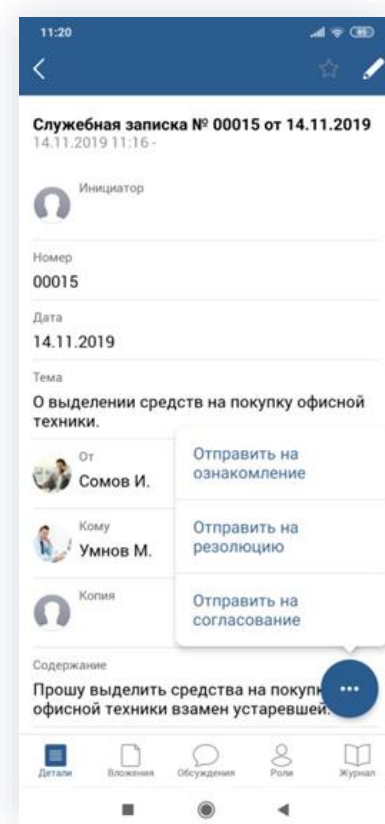 11:20
85
Служебная записка № 00015 от 14.11.2019
14.11.2019 11:16 -
Инициатор
Номер
00015
Дата
14.11.2019
Тема
О выделении средств на покупку офисной
техники.
От
Сомов И.
Кому
Умнов М.
Копия
Отправить на
ознакомление
Отправить на
резолюцию
Отправить на
согласование
Содержание
Прошу выделить средства на покупк
офисной техники взамен устаревшей.
Детали
Вложения
Обсуждения
Роли
Журнал